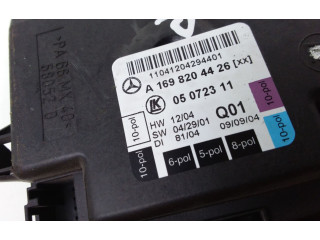 11041204294401
A 169 820 44 26 [xx]
LK 05 0723 11
HW 12/04 Q01
SW 04/29/01 09/09/04
DI 81/04
10-pol
10-pol
6-pol 5-pol 8-pol
10-pol